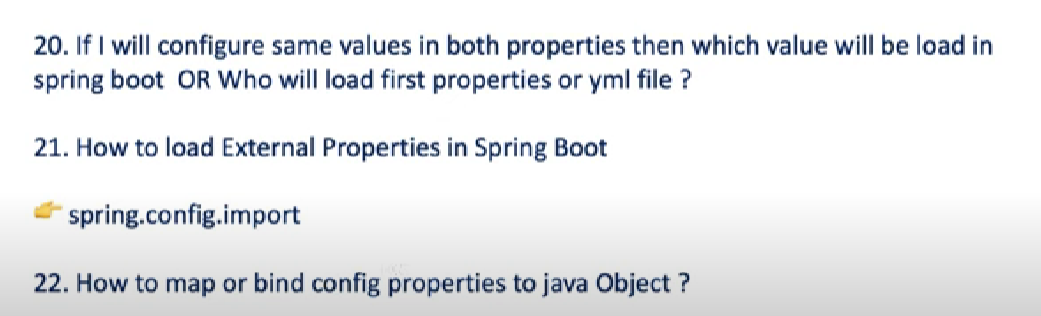 20. If I will configure same values in both properties then which value will be load in
spring boot OR Who will load first properties or yml file ?
21. How to load External Properties in Spring Boot
👉 spring.config.import
22. How to map or bind config properties to java Object ?